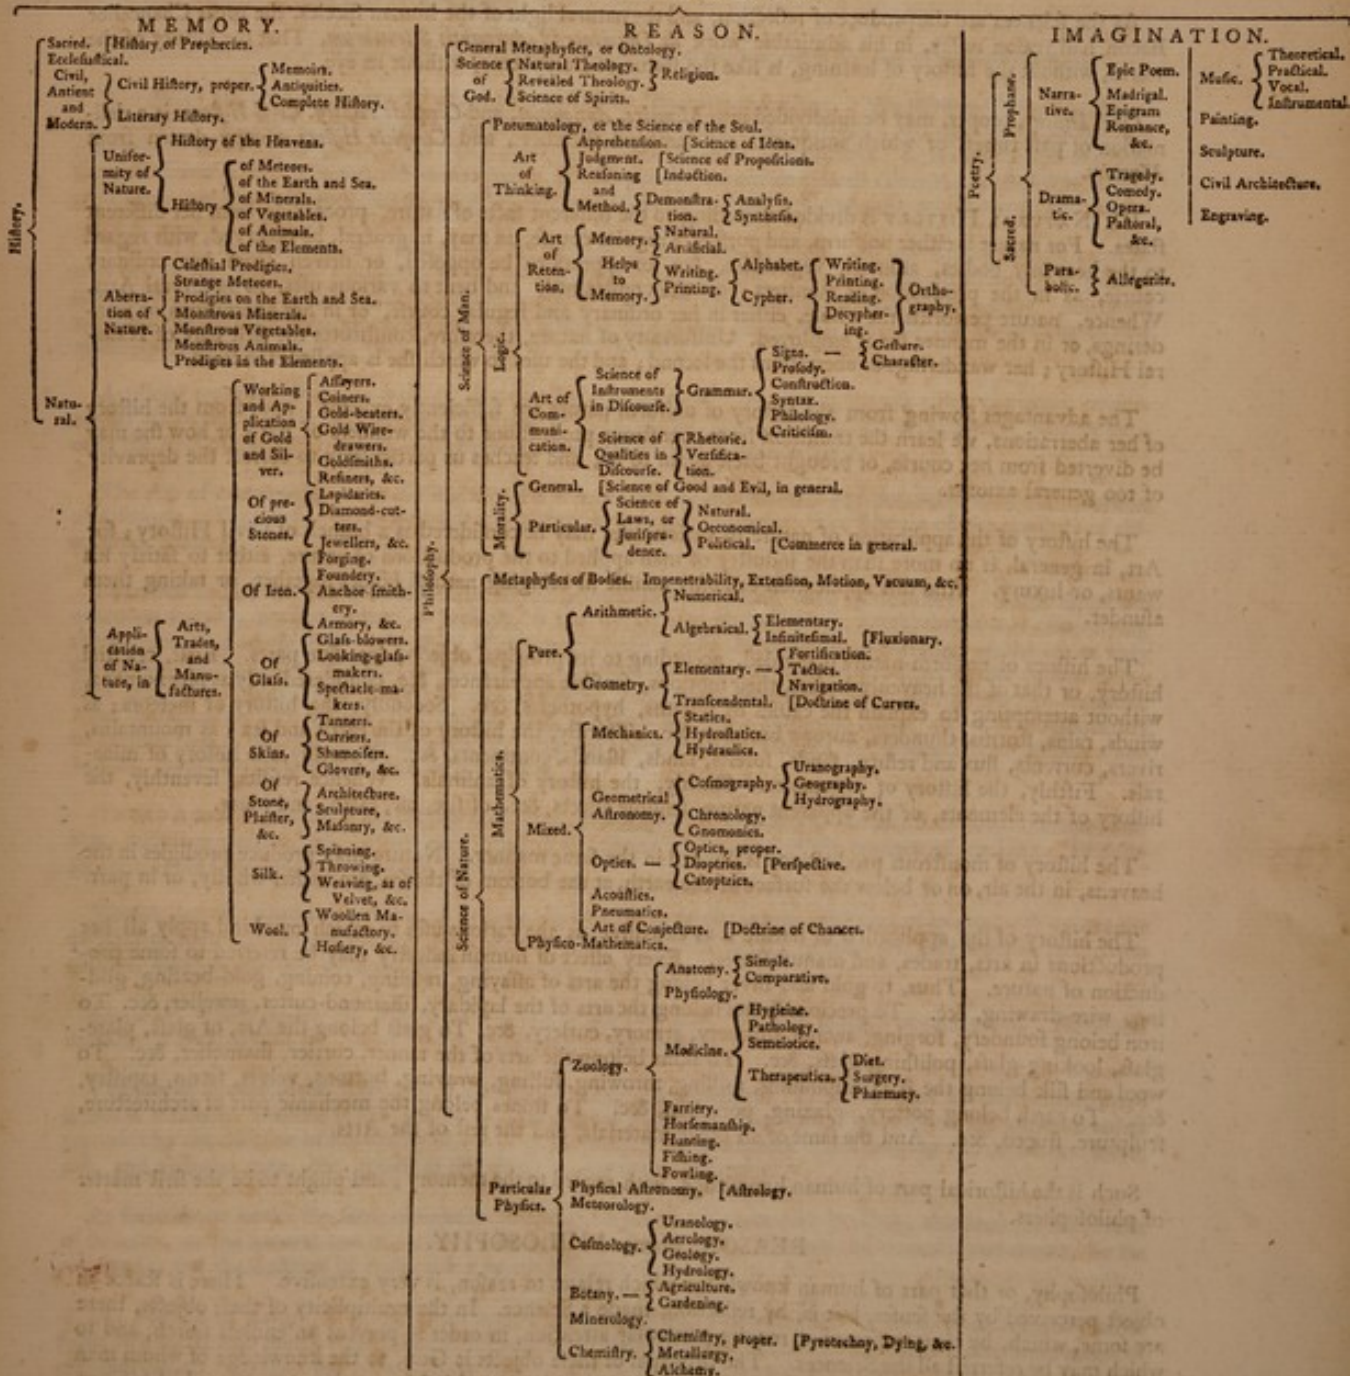 MEMORY.
Sacred. [Hiſtory of Prophecies.
Eccleſiaſtical.
Civil,
Antient
and
Modern.
Civil Hiſtory, proper.
Memoirs.
Antiquities.
Complete Hiſtory.
Literary Hiſtory.
Hiſtory.
Natu-
ral.
Unifor-
mity of
Nature.
Hiſtory of the Heavens.
Hiſtory
of Meteors.
of the Earth and Sea.
of Minerals.
of Vegetables.
of Animals.
of the Elements.
Aberra-
tion of
Nature.
Celeſtial Prodigies.
Strange Meteors.
Prodigies on the Earth and Sea.
Monſtrous Minerals.
Monſtrous Vegetables.
Monſtrous Animals.
Prodigies in the Elements.
Appli-
cation
of Na-
ture, in
Arts,
Trades,
and
Manu-
factures.
Working
and Ap-
plication
of Gold
and Sil-
ver.
Aſſayers.
Coiners.
Gold-beaters.
Gold Wire-
drawers.
Goldſmiths.
Refiners, &c.
Of pre-
cious
Stones.
Lapidaries.
Diamond-cut-
ters.
Jewellers, &c.
Of Iron.
Forging.
Foundery.
Anchor ſmith-
ery.
Armory, &c.
Of
Glaſs.
Glaſs-blowers.
Looking-glaſs-
makers.
Spectacle-ma-
kers.
Of
Skins.
Tanners.
Curriers.
Shamoiſers.
Glovers, &c.
Of
Stone,
Plaiſter,
&c.
Architecture.
Sculpture,
Maſonry, &c.
Silk.
Spinning.
Throwing.
Weaving, as of
Velvet, &c.
Wool.
Woollen Ma-
nufactory.
Hoſiery, &c.
REASON.
Philoſophy.
General Metaphyſics, or Ontology.
Science
of
God.
Natural Theology.
Revealed Theology.
Religion.
Science of Spirits.
Science of Man.
Pneumatology, or the Science of the Soul.
Logic.
Art
of
Thinking.
Apprehenſion. [Science of Ideas.
Judgment. [Science of Propoſitions.
Reaſoning [Induction.
and
Method.
Demonſtra-
tion.
Analyſis.
Syntheſis.
Art
of
Reten-
tion.
Memory.
Natural.
Artificial.
Helps
to
Memory.
Writing.
Printing.
Alphabet.
Cypher.
Writing.
Printing.
Reading.
Decypher-
ing.
Ortho-
graphy.
Art of
Com-
muni-
cation.
Science of
Inſtruments
in Diſcourſe.
Grammar.
Signs. —
Geſture.
Character.
Proſody.
Conſtruction.
Syntax.
Philology.
Criticiſm.
Science of
Qualities in
Diſcourſe.
Rhetoric.
Verſifica-
tion.
Morality.
General. [Science of Good and Evil, in general.
Particular.
Science of
Laws, or
Juriſpru-
dence.
Natural.
Oeconomical.
Political. [Commerce in general.
Science of Nature.
Metaphyſics of Bodies. Impenetrability, Extenſion, Motion, Vacuum, &c.
Mathematics.
Pure.
Arithmetic.
Numerical.
Algebraical.
Elementary.
Infiniteſimal. [Fluxionary.
Geometry.
Elementary. —
Fortification.
Tactics.
Navigation.
Tranſcendental. [Doctrine of Curves.
Mixed.
Mechanics.
Statics.
Hydroſtatics.
Hydraulics.
Geometrical
Aſtronomy.
Coſmography.
Uranography.
Geography.
Hydrography.
Chronology.
Gnomonics.
Optics. —
Optics, proper.
Dioptrics. [Perſpective.
Catoptrics.
Acouſtics.
Pneumatics.
Art of Conjecture. [Doctrine of Chances.
Phyſico-Mathematics.
Particular
Phyſics.
Zoology.
Anatomy.
Simple.
Comparative.
Phyſiology.
Medicine.
Hygieine.
Pathology.
Semeiotics.
Therapeutics.
Diet.
Surgery.
Pharmacy.
Farriery.
Horſemanſhip.
Hunting.
Fiſhing.
Fowling.
Phyſical Aſtronomy. [Aſtrology.
Meteorology.
Coſmology.
Uranology.
Aerology.
Geology.
Hydrology.
Botany. —
Agriculture.
Gardening.
Minerology.
Chemiſtry.
Chemiſtry, proper. [Pyrotechny, Dying, &c.
Metallurgy.
Alchemy.
IMAGINATION.
Poetry.
Prophane.
Sacred.
Narra-
tive.
Epic Poem.
Madrigal.
Epigram
Romance,
&c.
Drama-
tic.
Tragedy.
Comedy.
Opera.
Paſtoral,
&c.
Para-
bolic.
Allegories.
Muſic.
Theoretical.
Practical.
Vocal.
Inſtrumental.
Painting.
Sculpture.
Civil Architecture.
Engraving.